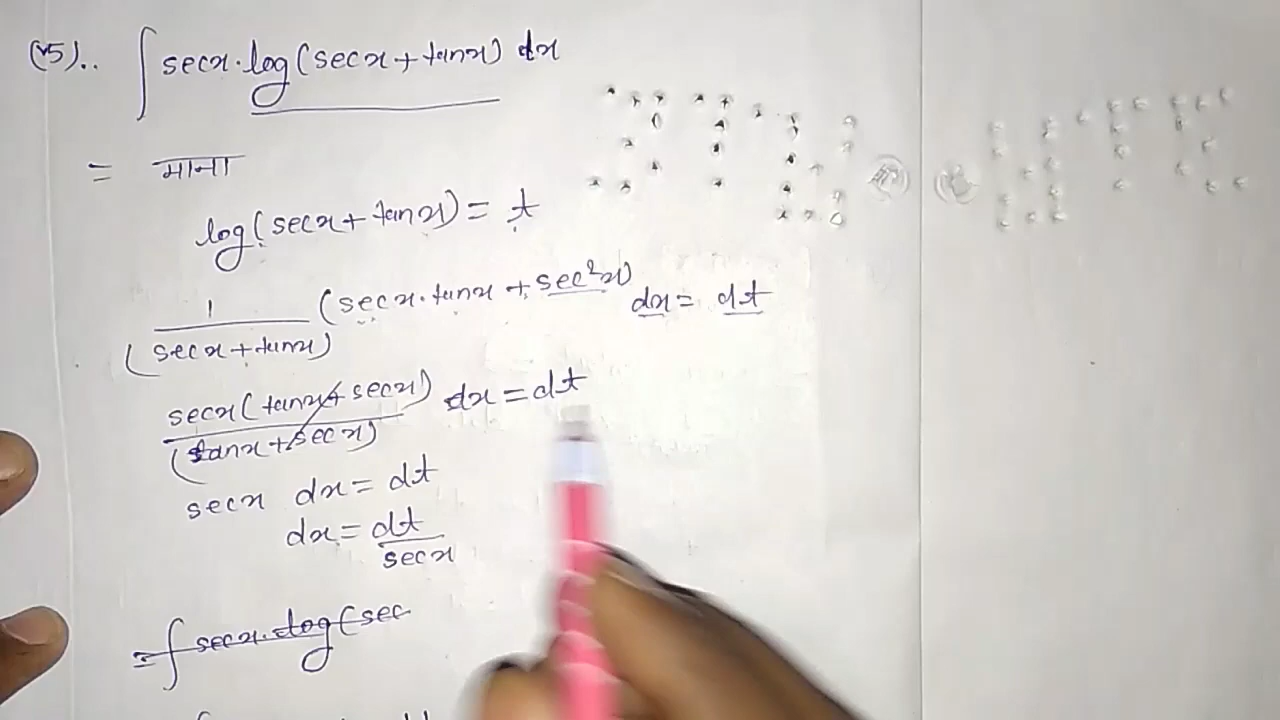 (25).. ∫ secx.log(secx+tanx) dx
= माना
log(secx+tanx) = t
1/(secx+tanx) (secx.tanx + sec²x) dx = dt
secx(tanx+secx)/(tanx+secx) dx = dt
secx dx = dt
dx = dt/secx
= ∫ secx.log(sec